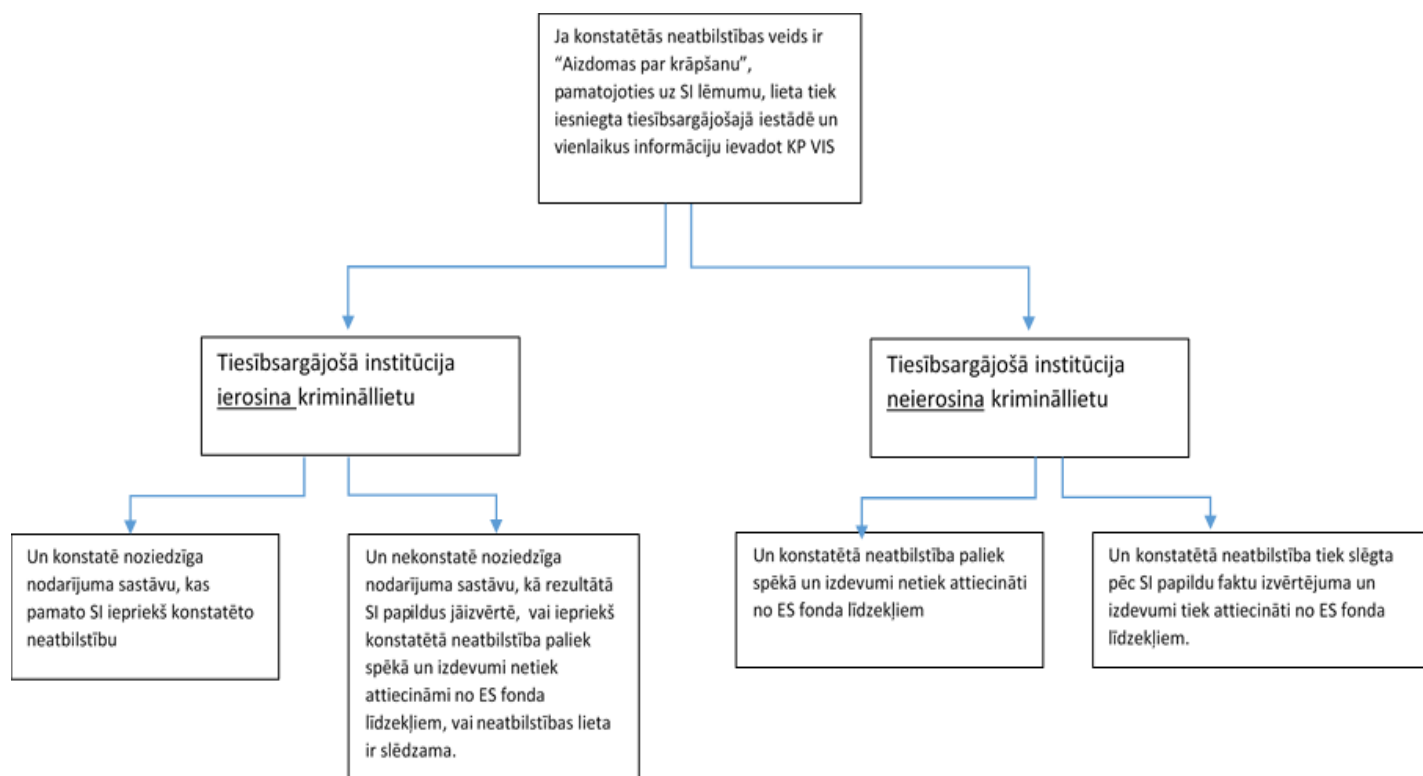 Ja konstatētās neatbilstības veids ir
“Aizdomas par krāpšanu”,
pamatojoties uz SI lēmumu, lieta tiek
iesniegta tiesībsargājošajā iestādē un
vienlaikus informāciju ievadot KP VIS
Tiesībsargājošā institūcija
ierosina krimināllietu
Tiesībsargājošā institūcija
neierosina krimināllietu
Un konstatē noziedzīga
nodarījuma sastāvu, kas
pamato SI iepriekš konstatēto
neatbilstību
Un nekonstatē noziedzīga
nodarījuma sastāvu, kā rezultātā
SI papildus jāizvērtē, vai iepriekš
konstatētā neatbilstība paliek
spēkā un izdevumi netiek
attiecināmi no ES fonda
līdzekļiem, vai neatbilstības lieta
ir slēdzama.
Un konstatētā neatbilstība paliek
spēkā un izdevumi netiek attiecināti
no ES fonda līdzekļiem
Un konstatētā neatbilstība tiek slēgta
pēc SI papildu faktu izvērtējuma un
izdevumi tiek attiecināti no ES fonda
līdzekļiem.